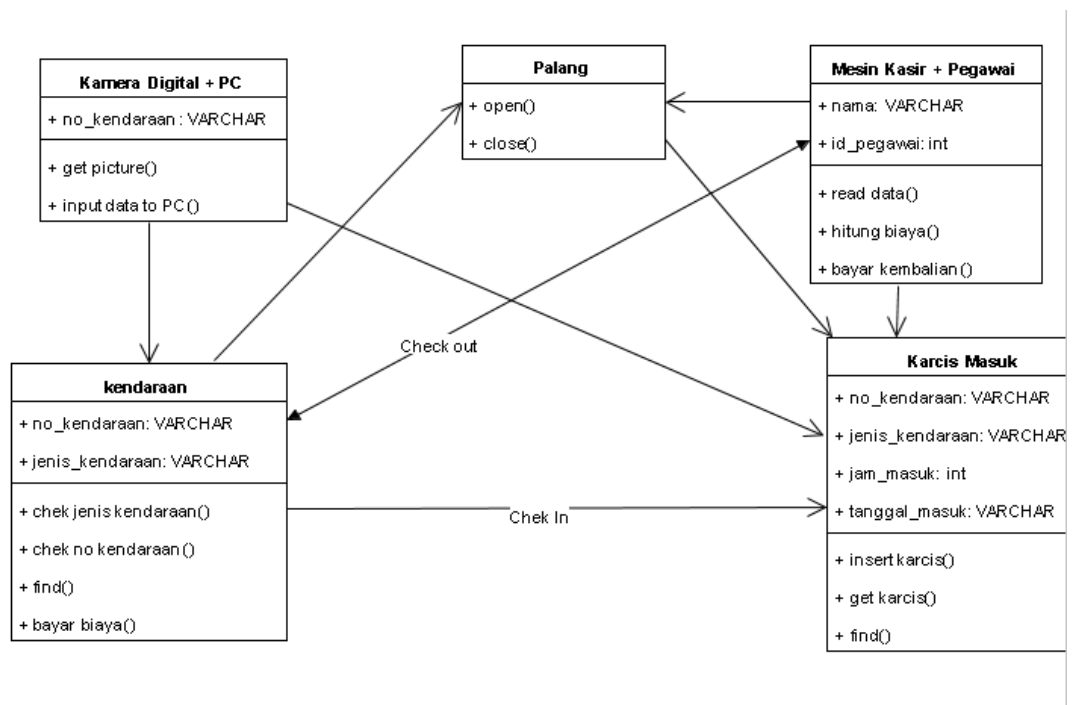 Kamera Digital + PC
+ no_kendaraan : VARCHAR
+ get picture()
+ input data to PC()
Palang
+ open()
+ close()
Mesin Kasir + Pegawai
+ nama: VARCHAR
+ id_pegawai: int
+ read data()
+ hitung biaya()
+ bayar kembalian()
Check out
kendaraan
+ no_kendaraan: VARCHAR
+ jenis_kendaraan: VARCHAR
+ chek jenis kendaraan()
+ chek no kendaraan()
+ find()
+ bayar biaya()
Chek In
Karcis Masuk
+ no_kendaraan: VARCHAR
+ jenis_kendaraan: VARCHAR
+ jam_masuk: int
+ tanggal_masuk: VARCHAR
+ insert karcis()
+ get karcis()
+ find()